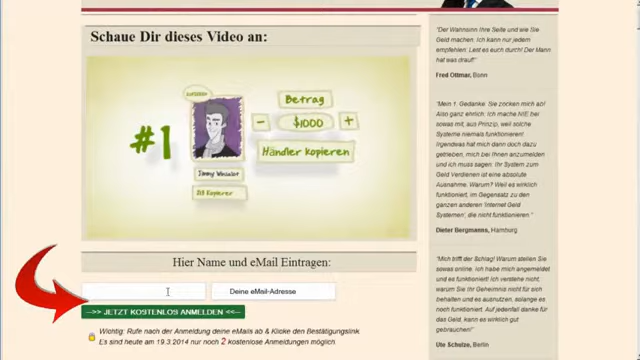 Schaue Dir dieses Video an:
#1
Betrag
- $1000 +
Händler kopieren
Hier Name und eMail Eintragen:
Deine eMail-Adresse
-->> JETZT KOSTENLOS ANMELDEN <<--
Wichtig: Rufe nach der Anmeldung deine eMails ab & Klicke den Bestätigungslink
Es sind heute am 19.3.2014 nur noch 2 kostenlose Anmeldungen möglich
"Der Wahnsinn Ihre Seite und wie Sie
Geld machen: Ich kann nur jedem
empfehlen: Lest es euch durch! Der Mann
hat was drauf!"
Fred Ottmar, Bonn
"Mein 1. Gedanke: Sie zocken mich ab!
Also ganz ehrlich: Ich mache NIE bei
sowas mit, aus Prinzip, weil solche
Systeme niemals funktionieren!
Irgendwas hat mich dann doch dazu
getrieben, mich bei Ihnen anzumelden
und ich muss sagen: Ihr System zum
Geld Verdienen ist eine absolute
Ausnahme. Warum? Weil es wirklich
funktioniert, im Gegensatz zu den
ganzen anderen 'Internet Geld
Systemen', die nicht funktionieren"
Dieter Bergmanns, Hamburg
"Mich trifft der Schlag! Warum stellen Sie
sowas online. Ich habe mich angemeldet
und es funktioniert! Ich verstehe nicht,
warum Sie Ihr Geheimnis nicht für sich
behalten und es ausnutzen, solange es
noch funktioniert. Auf jedenfall danke für
das Geld, kann es wirklich gut
gebrauchen!"
Ute Schulze, Berlin